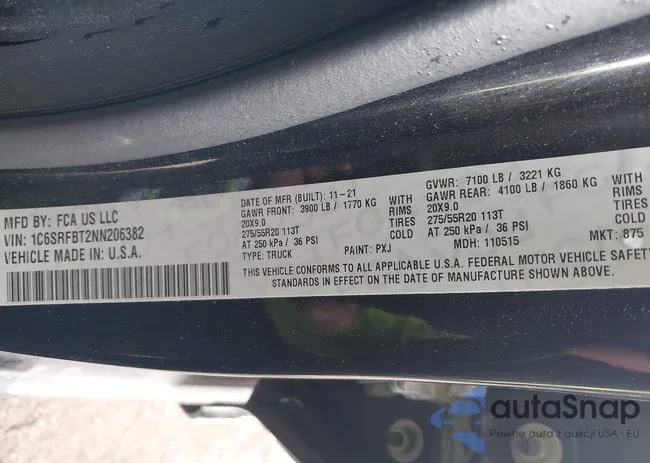 MFD BY: FCA US LLC
VIN: 1C6SRFBT2NN206382
VEHICLE MADE IN: U.S.A.
DATE OF MFR (BUILT): 11-21
GAWR FRONT: 3900 LB / 1770 KG WITH
20X9.0 RIMS
275/55R20 113T TIRES
AT 250 kPa / 36 PSI
TYPE: TRUCK PAINT: PXJ
GVWR: 7100 LB / 3221 KG
GAWR REAR: 4100 LB / 1860 KG WITH
20X9.0 RIMS
275/55R20 113T TIRES
AT 250 kPa / 36 PSI
MDH: 110515 MKT: 875
THIS VEHICLE CONFORMS TO ALL APPLICABLE U.S.A. FEDERAL MOTOR VEHICLE SAFETY
STANDARDS IN EFFECT ON THE DATE OF MANUFACTURE SHOWN ABOVE.
autaSnap
Pewne auta z aukcji USA i EU